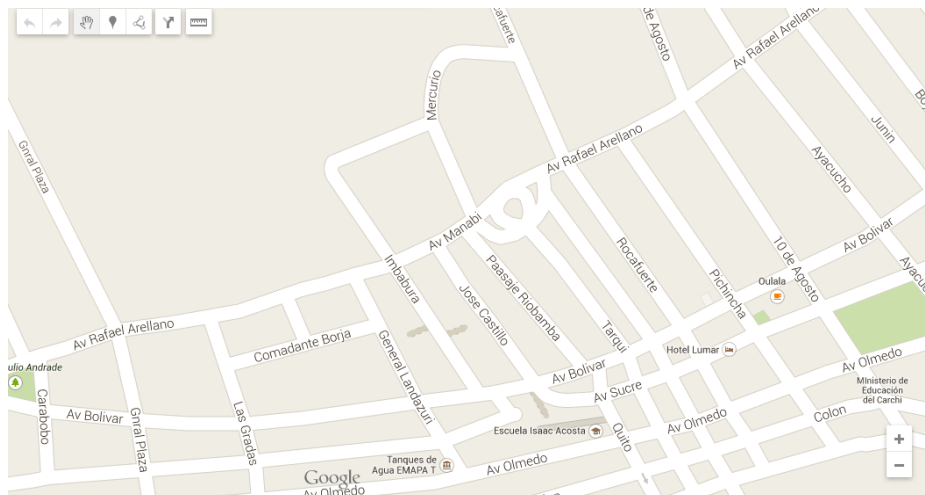 Rocafuerte
10 de Agosto
Av Rafael Arellano
Mercurio
Gnral Plaza
Junin
Av Rafael Arellano
Ayacucho
Av Manabi
Av Bolivar
Imbabura
Paasaje Riobamba
Rocafuerte
10 de Agosto
Pichincha
Oulala
Jose Castillo
Tarqui
Av Rafael Arellano
Comadante Borja
General Landazuri
Hotel Lumar
Av Olmedo
Av Bolivar
Carabobo
Gnral Plaza
Las Gradas
Av Bolivar
Av Sucre
MInisterio de
Educación
del Carchi
Colon
Av Olmedo
Escuela Isaac Acosta
Quito
Tanques de
Agua EMAPA T
Av Olmedo
Google
Av Olmedo
+
−